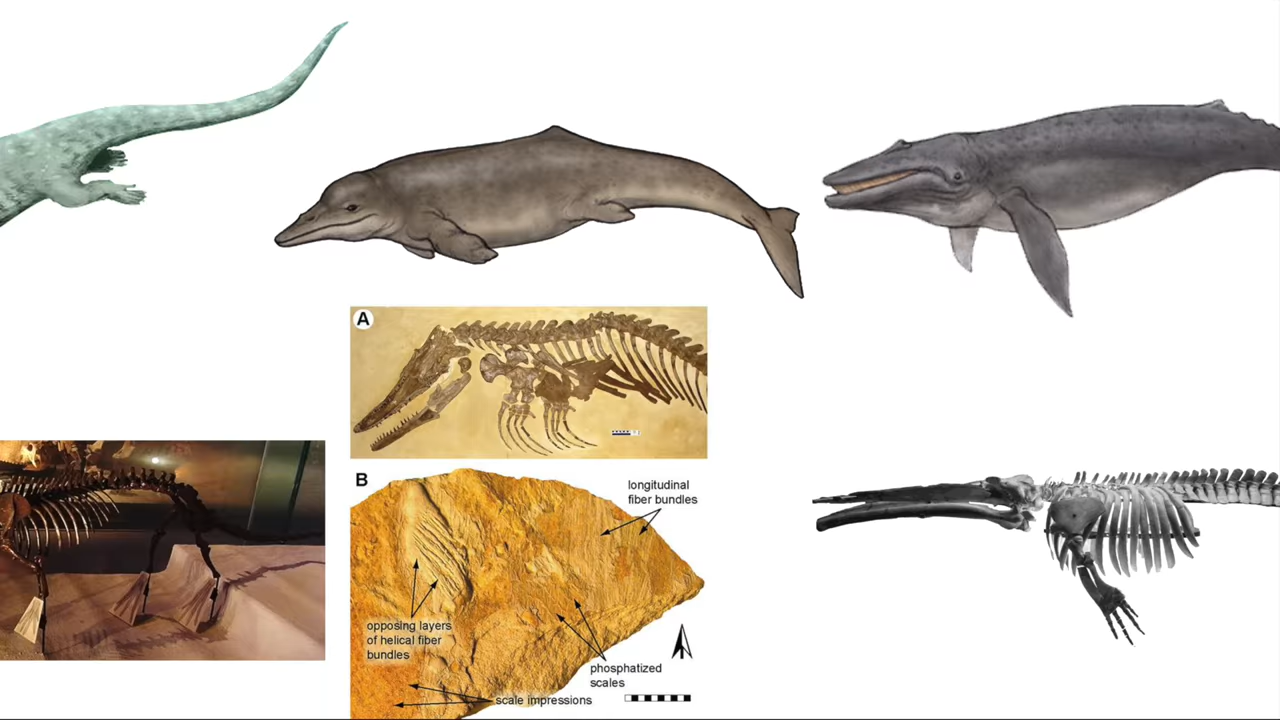 A
B
longitudinal
fiber bundles
opposing layers
of helical fiber
bundles
phosphatized
scales
scale impressions